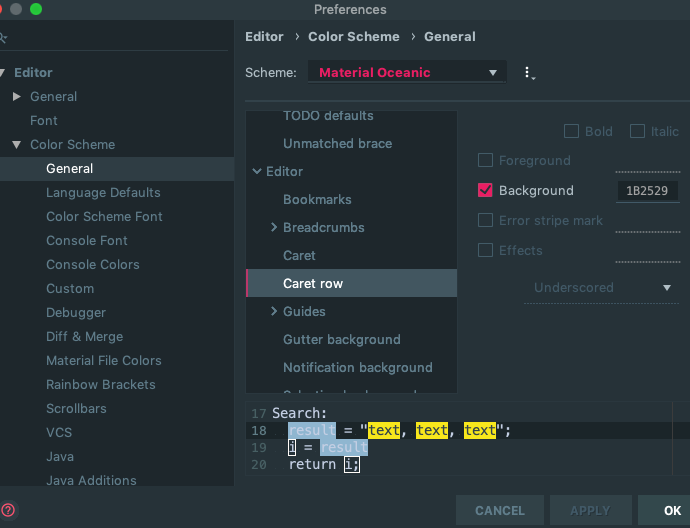 Preferences
Editor › Color Scheme › General
Scheme: Material Oceanic
Editor
General
Font
Color Scheme
General
Language Defaults
Color Scheme Font
Console Font
Console Colors
Custom
Debugger
Diff & Merge
Material File Colors
Rainbow Brackets
Scrollbars
VCS
Java
Java Additions
TODO defaults
Unmatched brace
Editor
Bookmarks
Breadcrumbs
Caret
Caret row
Guides
Gutter background
Notification background
Bold Italic
Foreground
Background 1B2529
Error stripe mark
Effects
Underscored
17 Search:
18 result = "text, text, text";
19 i = result
20 return i;
? CANCEL APPLY OK